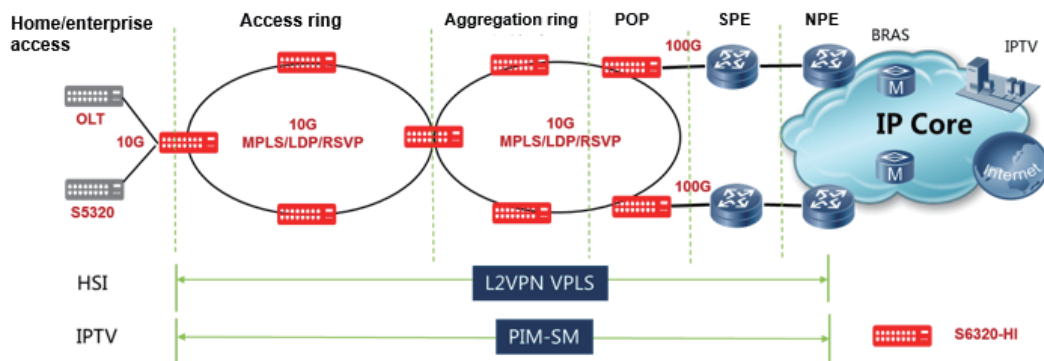 Home/enterprise
access
Access ring
Aggregation ring
POP
SPE
NPE
BRAS
IPTV
100G
M
OLT
10G
10G
MPLS/LDP/RSVP
10G
MPLS/LDP/RSVP
IP Core
Internet
M
S5320
100G
HSI
L2VPN VPLS
IPTV
PIM-SM
S6320-HI